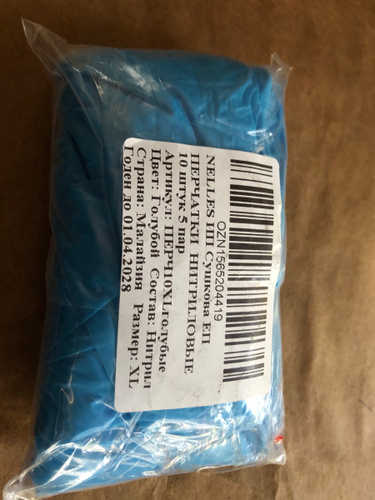 OZN1565204419
NELLES ИП Сушкова ЕП
ПЕРЧАТКИ НИТРИЛОВЫЕ
10 штук 5 пар
Артикул: ПЕРЧ10XLголубые
Цвет: Голубой Состав: Нитрил
Страна: Малайзия Размер: XL
Годен до 01.04.2028